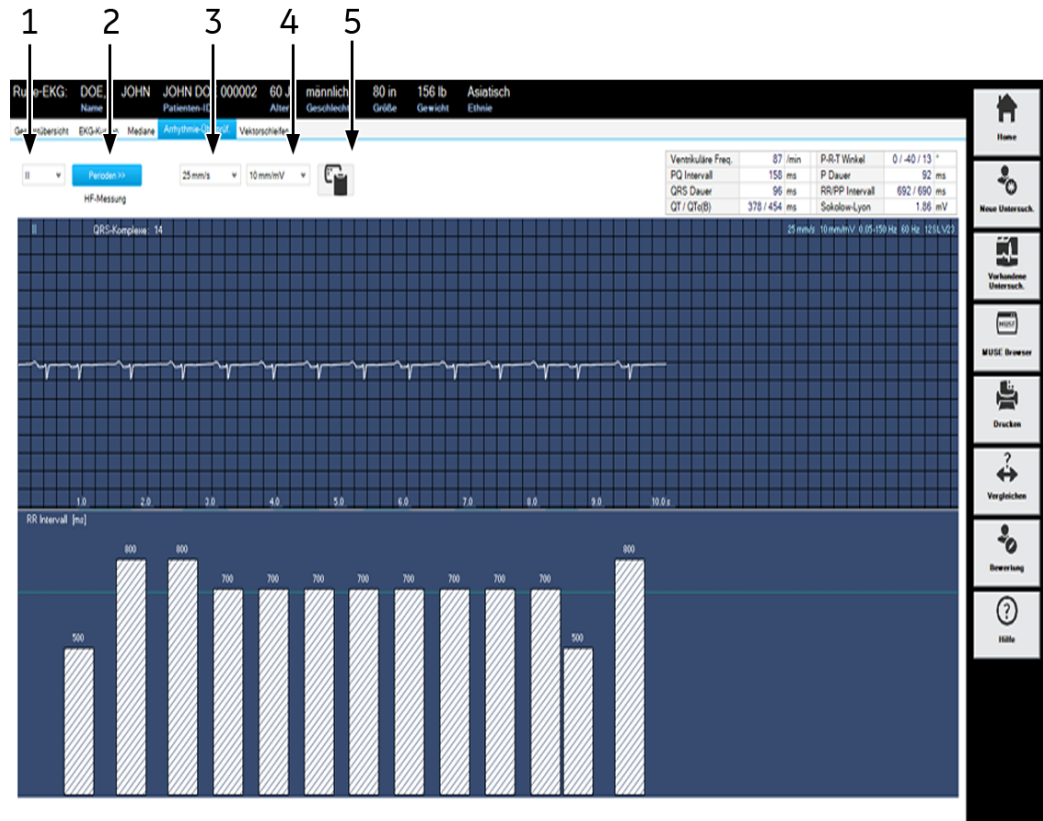 1 2 3 4 5
DOE, JOHN JOHN DO 000002 60 J männlich 80 in 156 lb Asiatisch
Name Patienten-ID Alter Geschlecht Größe Gewicht Ethnie
Mediane Vektorschleifen
II Perioden >> 25 mm/s 10 mm/mV
HF-Messung
Ventrikuläre Freq. 87 /min P-R-T Winkel 0 / -40 / 13 °
PQ Intervall 158 ms P Dauer 92 ms
QRS Dauer 96 ms RR/PP Intervall 692 / 690 ms
QT / QTc(B) 378 / 454 ms Sokolow-Lyon 1.86 mV
II QRS-Komplexe: 14 25 mm/s 10 mm/mV 0.05-150 Hz 60 Hz 12SL V23
1.0 2.0 3.0 4.0 5.0 6.0 7.0 8.0 9.0 10.0 s
RR Intervall [ms]
500 800 800 700 700 700 700 700 700 700 700 500 800
Home
Neue Untersuch.
Vorhandene
Untersuch.
MUSE
MUSE Browser
Drucken
Vergleichen
Bewertung
Hilfe